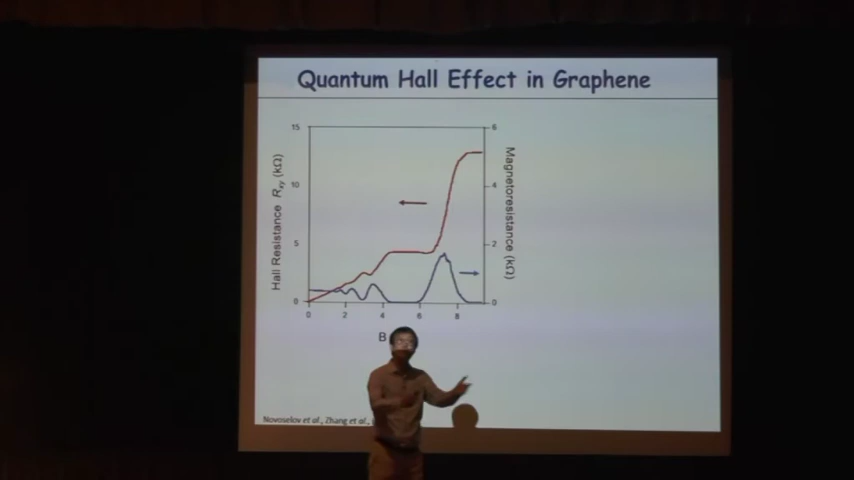 Quantum Hall Effect in Graphene
15
10
5
0
Hall Resistance Rxy (kΩ)
6
4
2
0
Magnetoresistance (kΩ)
0 2 4 6 8
B
Novoselov et al., Zhang et al.,